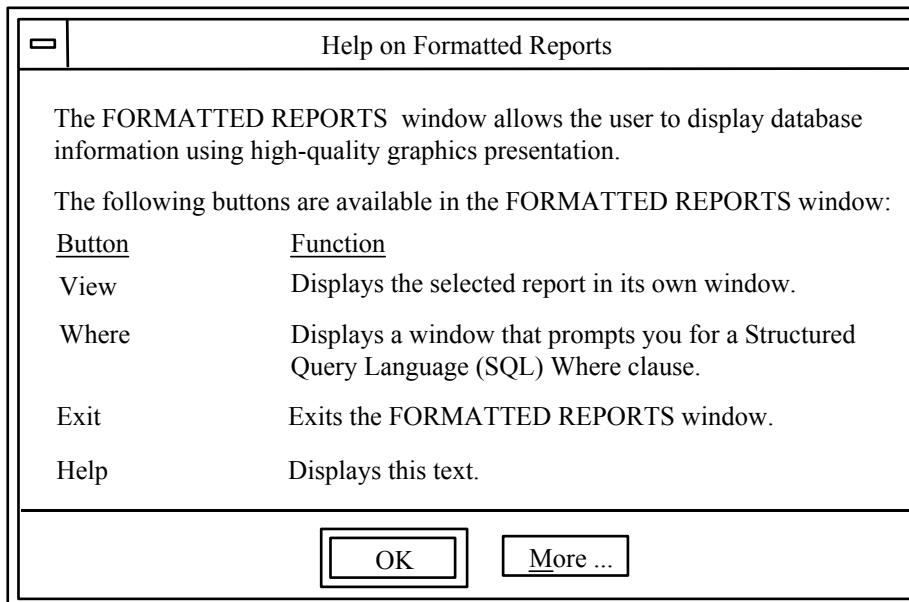 Help on Formatted Reports
The FORMATTED REPORTS window allows the user to display database
information using high-quality graphics presentation.
The following buttons are available in the FORMATTED REPORTS window:
Button Function
View Displays the selected report in its own window.
Where Displays a window that prompts you for a Structured
Query Language (SQL) Where clause.
Exit Exits the FORMATTED REPORTS window.
Help Displays this text.
OK More ...